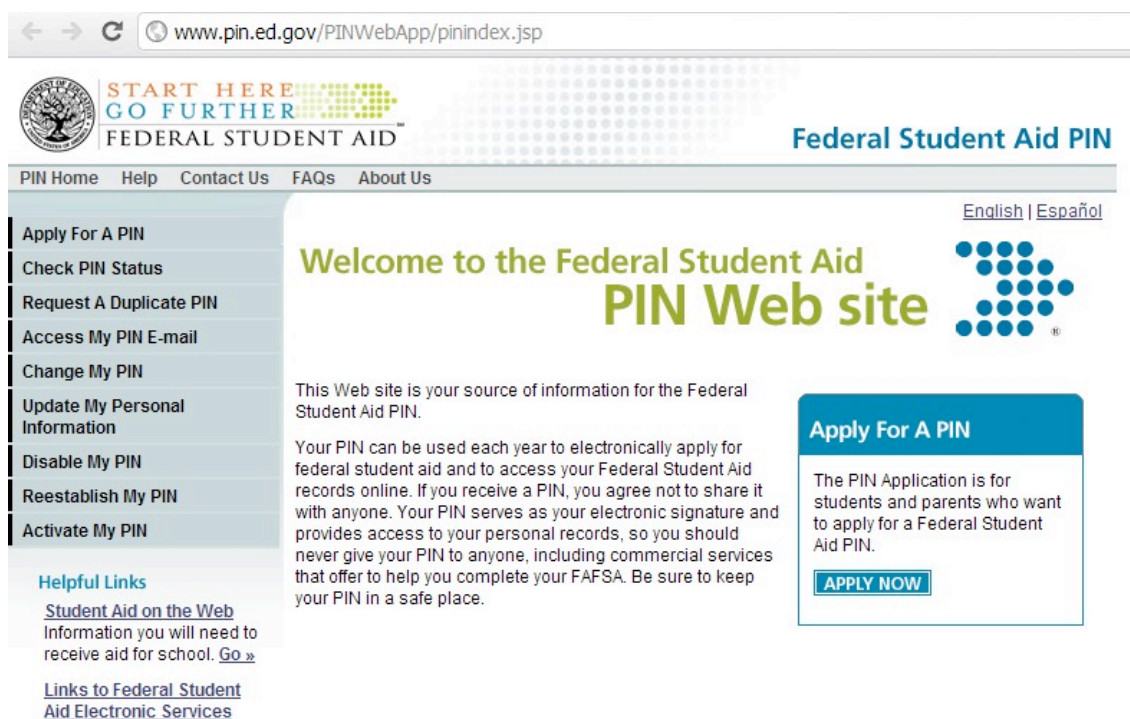 www.pin.ed.gov/PINWebApp/pinindex.jsp
START HERE
GO FURTHER
FEDERAL STUDENT AID™
Federal Student Aid PIN
PIN Home Help Contact Us FAQs About Us
English | Español
Apply For A PIN
Check PIN Status
Request A Duplicate PIN
Access My PIN E-mail
Change My PIN
Update My Personal
Information
Disable My PIN
Reestablish My PIN
Activate My PIN
Helpful Links
Student Aid on the Web
Information you will need to
receive aid for school. Go »
Links to Federal Student
Aid Electronic Services
Welcome to the Federal Student Aid
PIN Web site
®
This Web site is your source of information for the Federal
Student Aid PIN.
Your PIN can be used each year to electronically apply for
federal student aid and to access your Federal Student Aid
records online. If you receive a PIN, you agree not to share it
with anyone. Your PIN serves as your electronic signature and
provides access to your personal records, so you should
never give your PIN to anyone, including commercial services
that offer to help you complete your FAFSA. Be sure to keep
your PIN in a safe place.
Apply For A PIN
The PIN Application is for
students and parents who want
to apply for a Federal Student
Aid PIN.
APPLY NOW